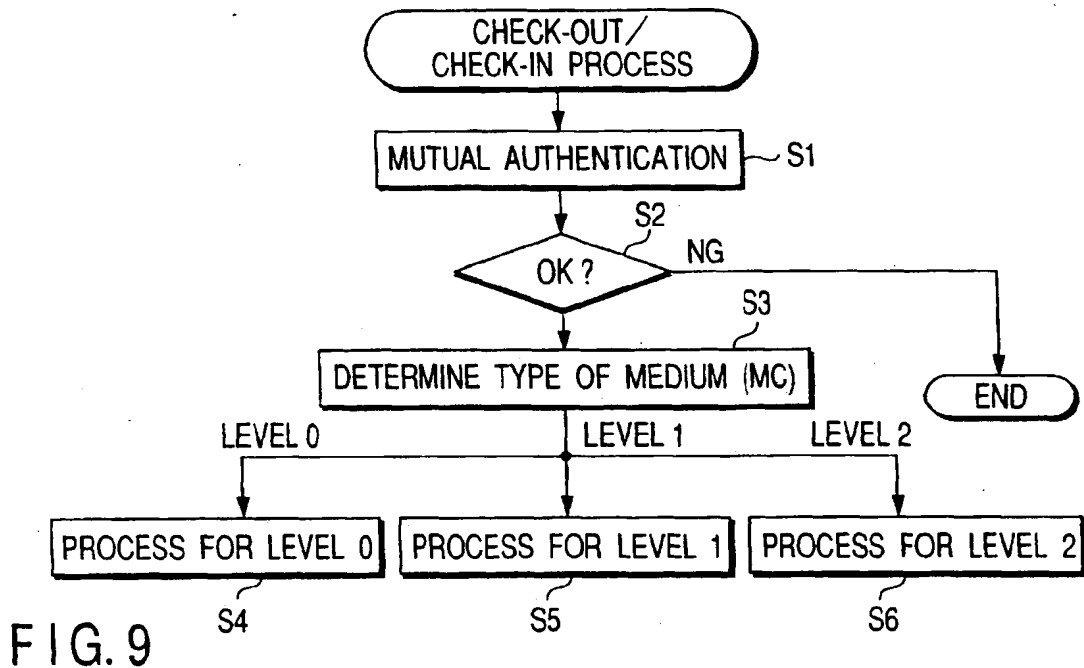 CHECK-OUT/
CHECK-IN PROCESS
MUTUAL AUTHENTICATION
S1
S2
OK?
NG
S3
DETERMINE TYPE OF MEDIUM (MC)
END
LEVEL 0
LEVEL 1
LEVEL 2
PROCESS FOR LEVEL 0
PROCESS FOR LEVEL 1
PROCESS FOR LEVEL 2
S4
S5
S6
FIG. 9